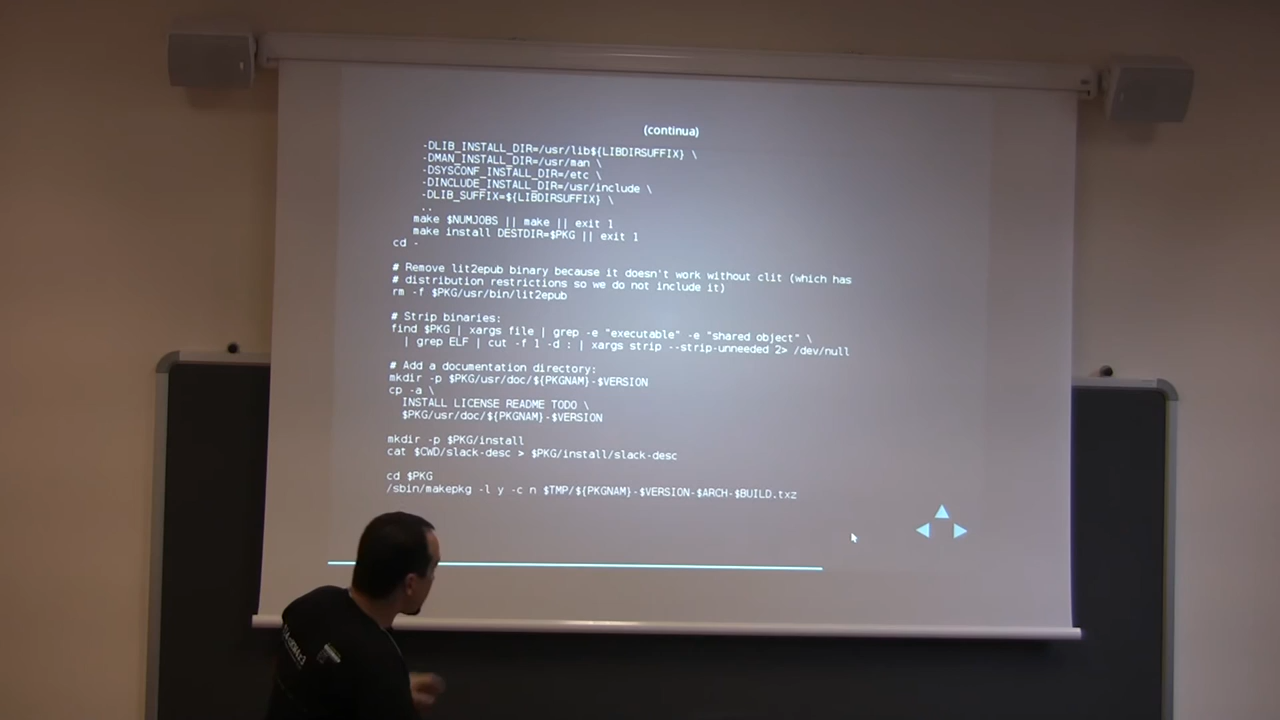 (continua)
-DLIB_INSTALL_DIR=/usr/lib${LIBDIRSUFFIX} \
-DMAN_INSTALL_DIR=/usr/man \
-DSYSCONF_INSTALL_DIR=/etc \
-DINCLUDE_INSTALL_DIR=/usr/include \
-DLIB_SUFFIX=${LIBDIRSUFFIX} \
..
make $NUMJOBS || make || exit 1
make install DESTDIR=$PKG || exit 1
cd -
# Remove lit2epub binary because it doesn't work without clit (which has
# distribution restrictions so we do not include it)
rm -f $PKG/usr/bin/lit2epub
# Strip binaries:
find $PKG | xargs file | grep -e "executable" -e "shared object" \
| grep ELF | cut -f 1 -d : | xargs strip --strip-unneeded 2> /dev/null
# Add a documentation directory:
mkdir -p $PKG/usr/doc/${PKGNAM}-$VERSION
cp -a \
INSTALL LICENSE README TODO \
$PKG/usr/doc/${PKGNAM}-$VERSION
mkdir -p $PKG/install
cat $CWD/slack-desc > $PKG/install/slack-desc
cd $PKG
/sbin/makepkg -l y -c n $TMP/${PKGNAM}-$VERSION-$ARCH-$BUILD.txz